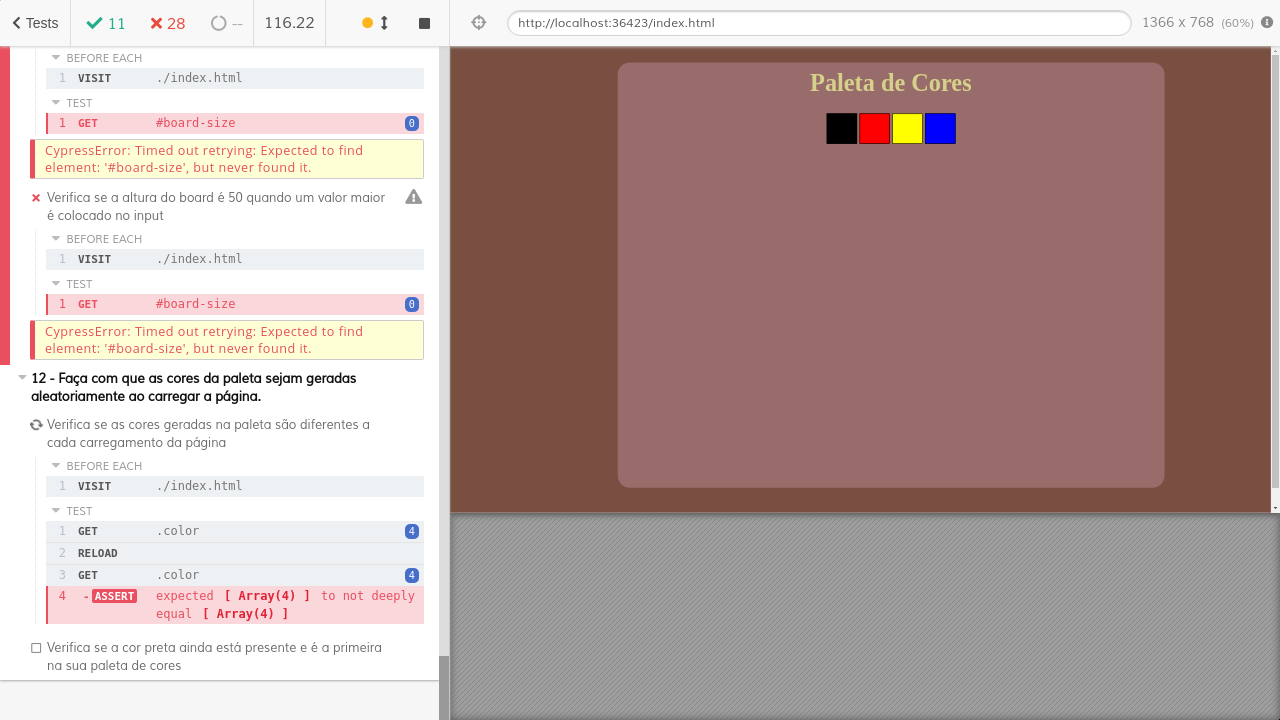 Tests
11
28
--
116.22
http://localhost:36423/index.html
1366 x 768 (60%)
BEFORE EACH
1 VISIT ./index.html
TEST
1 GET #board-size 0
CypressError: Timed out retrying: Expected to find
element: '#board-size', but never found it.
Verifica se a altura do board é 50 quando um valor maior
é colocado no input
BEFORE EACH
1 VISIT ./index.html
TEST
1 GET #board-size 0
CypressError: Timed out retrying: Expected to find
element: '#board-size', but never found it.
12 - Faça com que as cores da paleta sejam geradas
aleatoriamente ao carregar a página.
Verifica se as cores geradas na paleta são diferentes a
cada carregamento da página
BEFORE EACH
1 VISIT ./index.html
TEST
1 GET .color 4
2 RELOAD
3 GET .color 4
4 -ASSERT expected [ Array(4) ] to not deeply
equal [ Array(4) ]
Verifica se a cor preta ainda está presente e é a primeira
na sua paleta de cores
Paleta de Cores